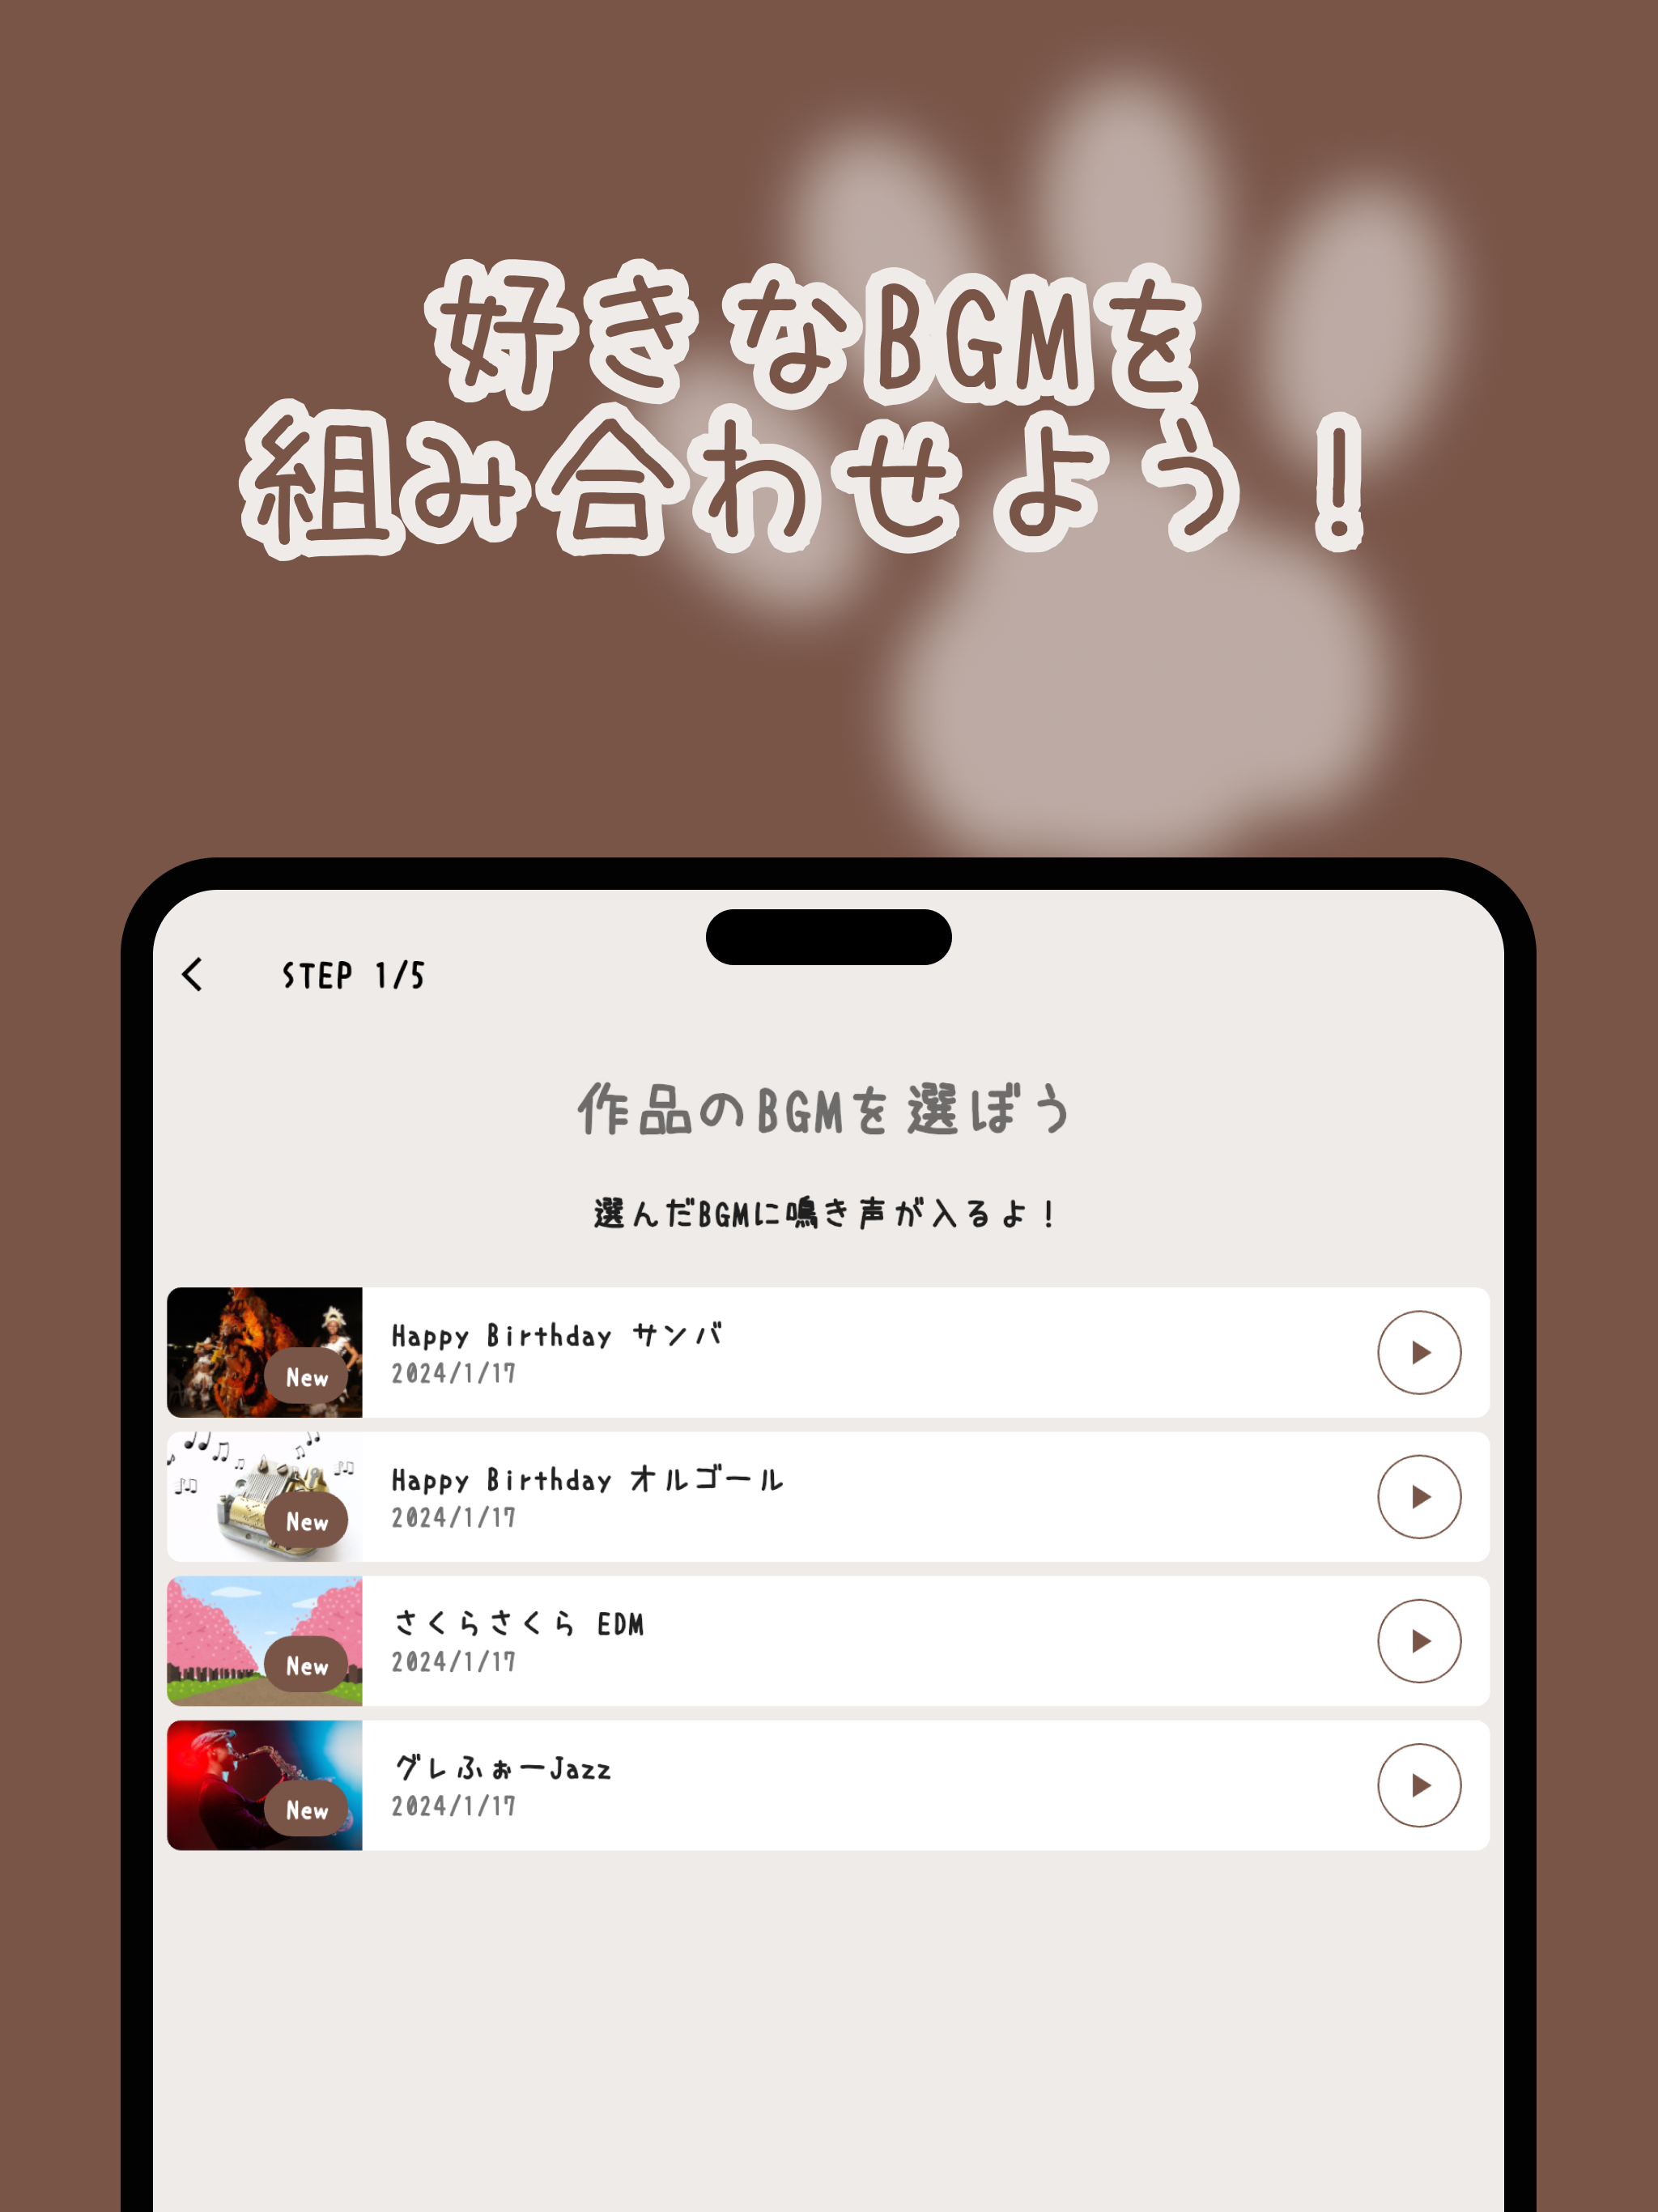 好きなBGMを
組み合わせよう！
STEP 1/5
作品のBGMを選ぼう
選んだBGMに鳴き声が入るよ！
Happy Birthday サンバ
2024/1/17
New
Happy Birthday オルゴール
2024/1/17
New
さくらさくら EDM
2024/1/17
New
グレふぉーJazz
2024/1/17
New